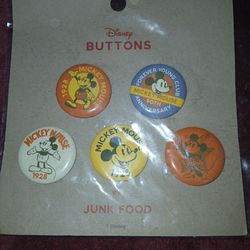 Disney
BUTTONS
1928 MICKEY MOUSE
FOREVER YOUNG CLUB
MICKEY MOUSE
90TH
ANNIVERSARY
MICKEY MOUSE
1928
MICKEY MOUSE
JUNK FOOD
Disney